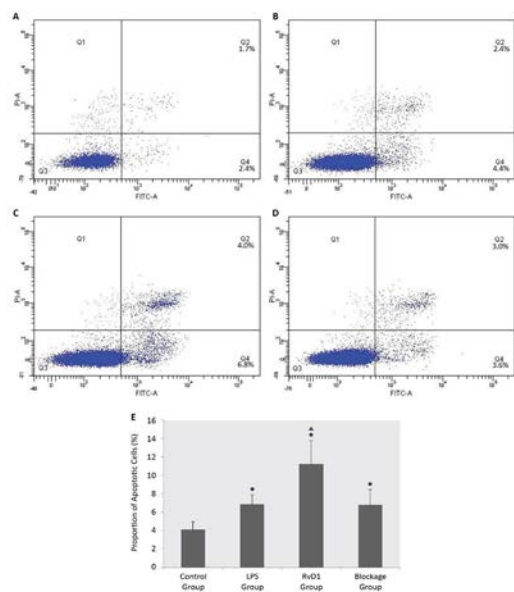 A
Q1
Q2
1.7%
Q3
Q4
2.4%
PI-A
FITC-A
B
Q1
Q2
2.4%
Q3
Q4
4.4%
PI-A
FITC-A
C
Q1
Q2
4.0%
Q3
Q4
6.8%
PI-A
FITC-A
D
Q1
Q2
3.0%
Q3
Q4
3.6%
PI-A
FITC-A
E
Proportion of Apoptotic Cells (%)
16
14
12
10
8
6
4
2
0
Control Group
LPS Group
RvD1 Group
Blockage Group